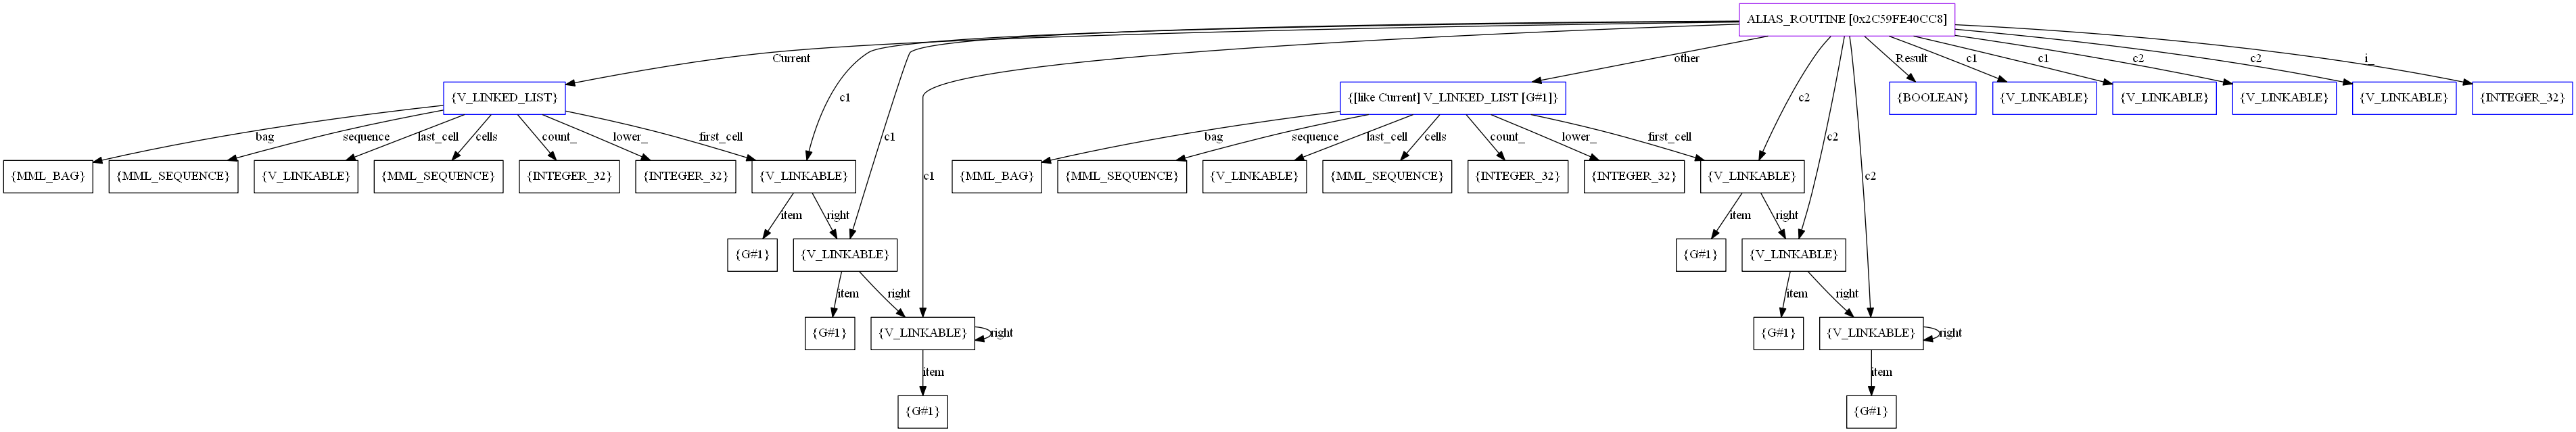 ALIAS_ROUTINE [0x2C59FE40CC8]
Current
c1
c1
c1
other
c2
c2
c2
Result
c1
c1
c2
c2
i_
{V_LINKED_LIST}
{[like Current] V_LINKED_LIST [G#1]}
{BOOLEAN}
{V_LINKABLE}
{V_LINKABLE}
{V_LINKABLE}
{V_LINKABLE}
{INTEGER_32}
bag
sequence
last_cell
cells
count_
lower_
first_cell
bag
sequence
last_cell
cells
count_
lower_
first_cell
{MML_BAG}
{MML_SEQUENCE}
{V_LINKABLE}
{MML_SEQUENCE}
{INTEGER_32}
{INTEGER_32}
{V_LINKABLE}
{MML_BAG}
{MML_SEQUENCE}
{V_LINKABLE}
{MML_SEQUENCE}
{INTEGER_32}
{INTEGER_32}
{V_LINKABLE}
item
right
item
right
{G#1}
{V_LINKABLE}
{G#1}
{V_LINKABLE}
item
right
item
right
{G#1}
{V_LINKABLE}
right
{G#1}
{V_LINKABLE}
right
item
item
{G#1}
{G#1}